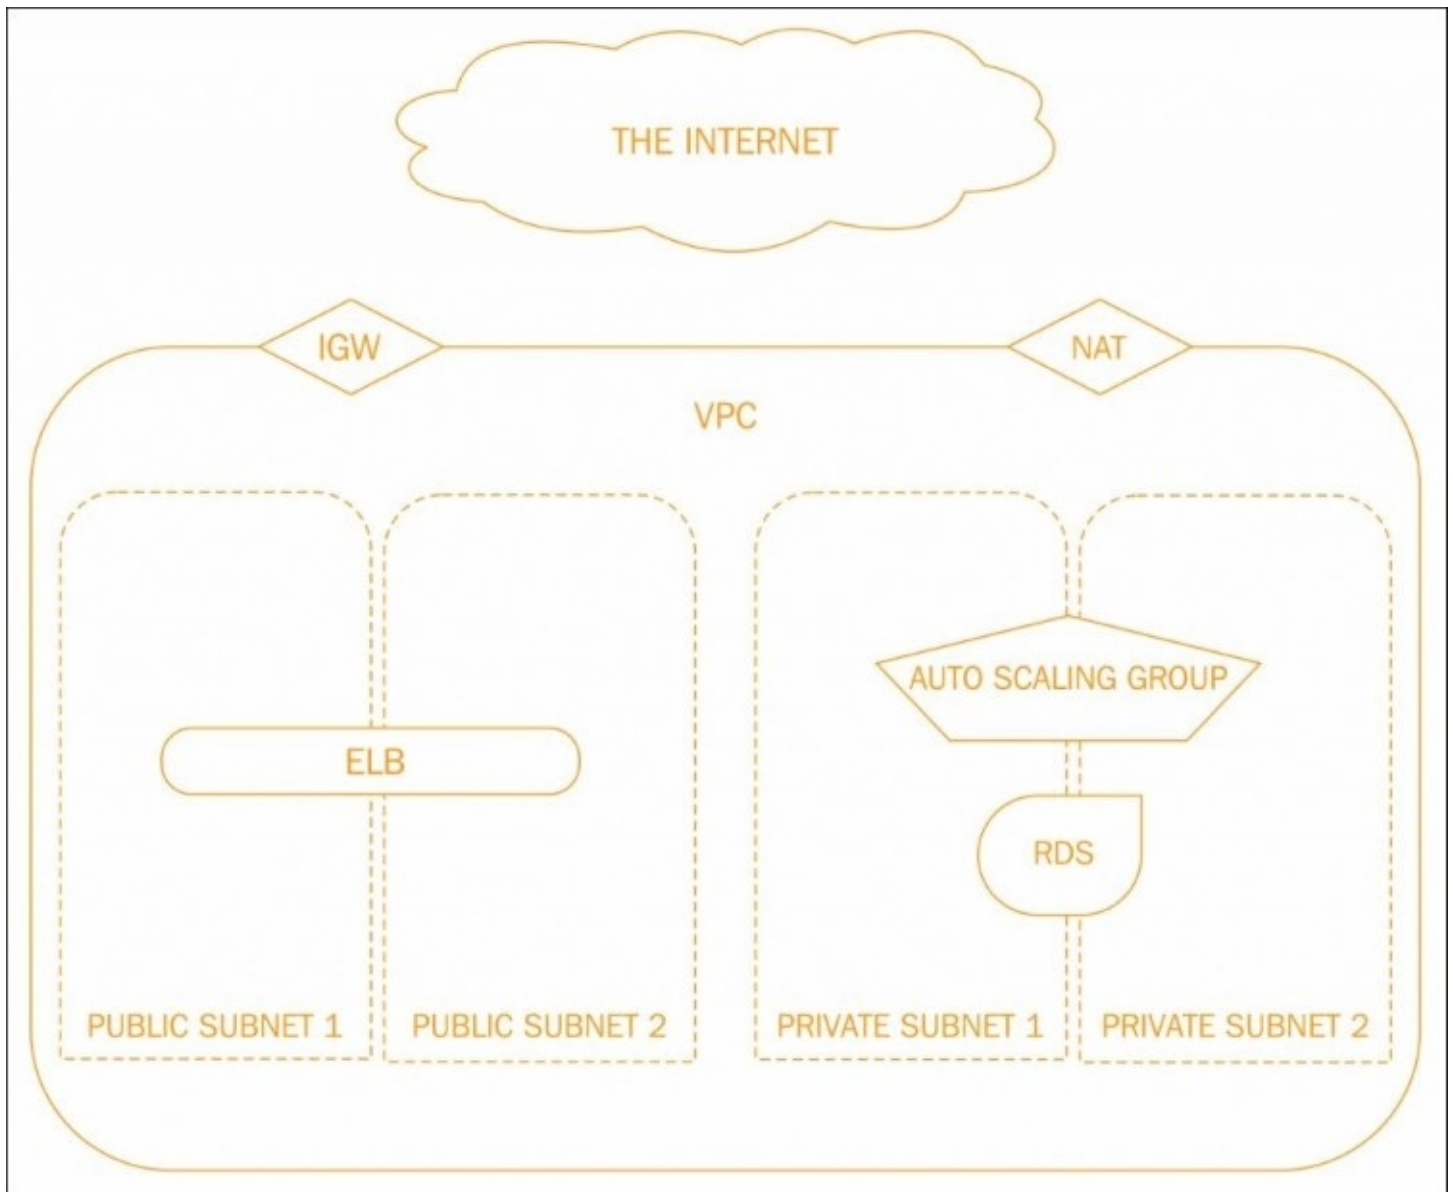 THE INTERNET
IGW
NAT
VPC
AUTO SCALING GROUP
ELB
RDS
PUBLIC SUBNET 1
PUBLIC SUBNET 2
PRIVATE SUBNET 1
PRIVATE SUBNET 2